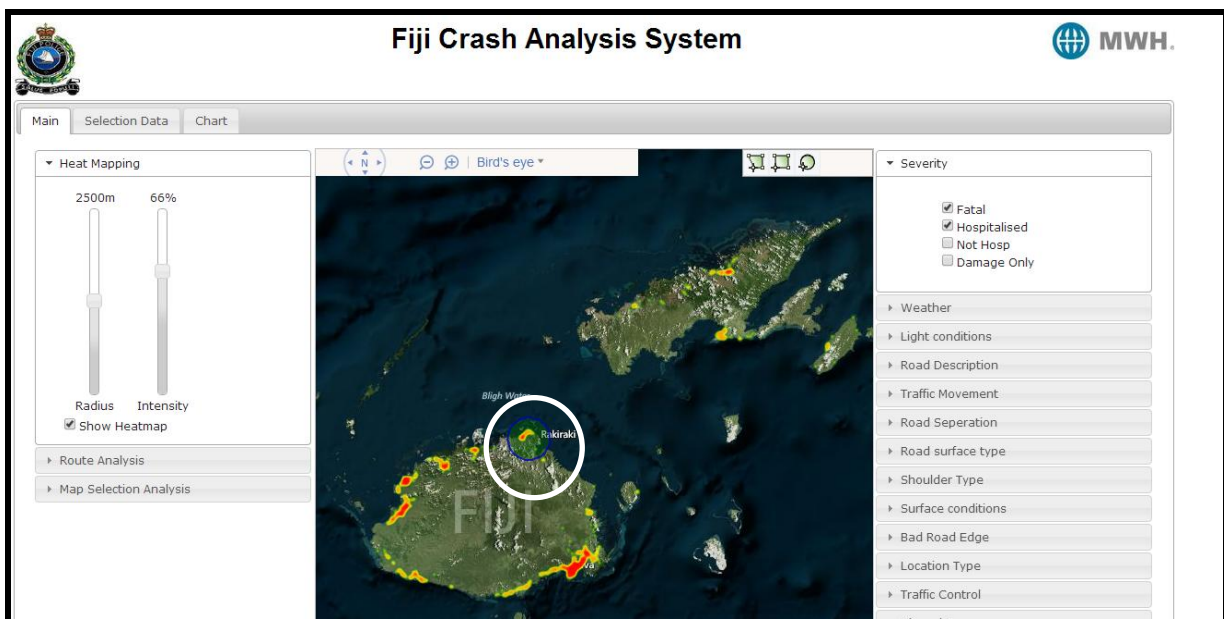 Fiji Crash Analysis System
MWH.
Main Selection Data Chart
Heat Mapping
2500m 66%
Radius Intensity
Show Heatmap
Route Analysis
Map Selection Analysis
N
Bird's eye
Bligh Water
Rakiraki
FIJI
Severity
Fatal
Hospitalised
Not Hosp
Damage Only
Weather
Light conditions
Road Description
Traffic Movement
Road Seperation
Road surface type
Shoulder Type
Surface conditions
Bad Road Edge
Location Type
Traffic Control